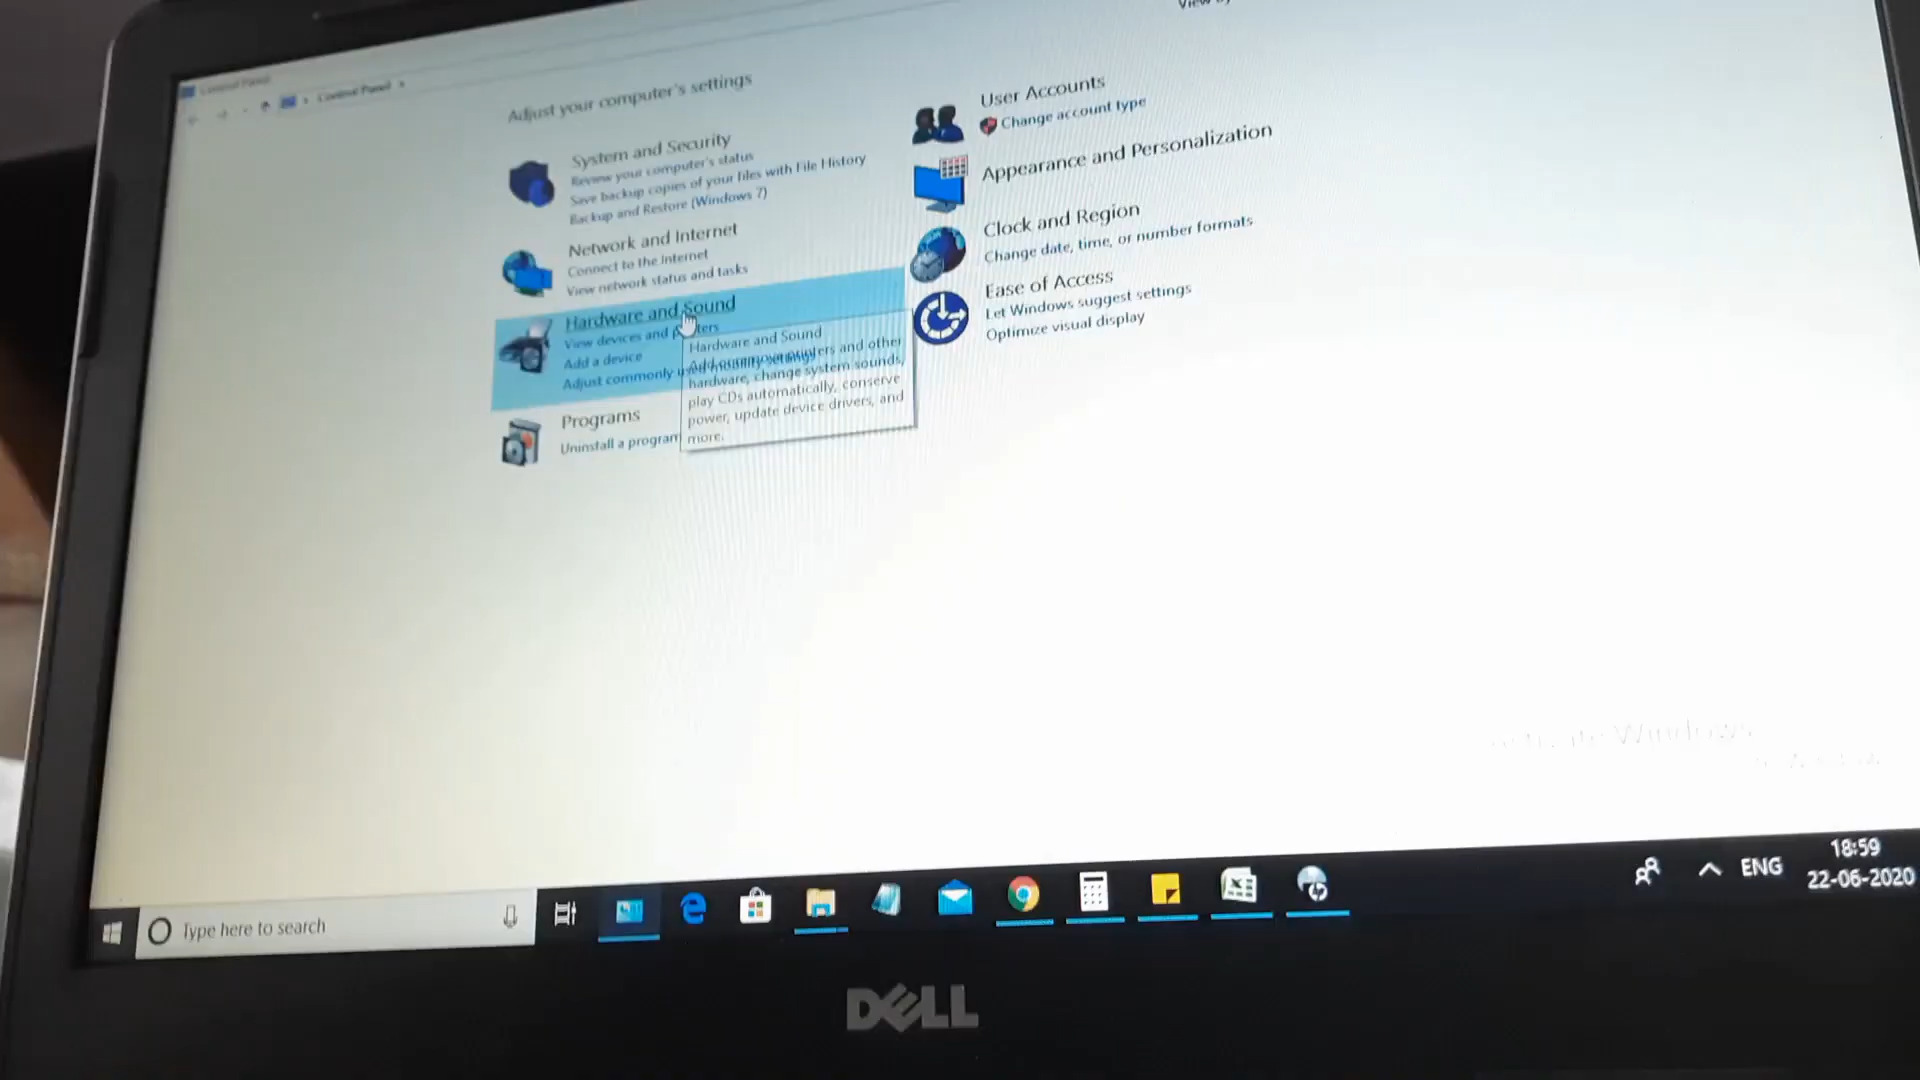 Control Panel
Control Panel
Adjust your computer's settings
System and Security
Review your computer's status
Save backup copies of your files with File History
Backup and Restore (Windows 7)
Network and Internet
Connect to the Internet
View network status and tasks
Hardware and Sound
View devices and printers
Add a device
Adjust commonly used mobility settings
Hardware and Sound
Add or remove printers and other
hardware, change system sounds,
play CDs automatically, conserve
power, update device drivers, and
more.
Programs
Uninstall a program
User Accounts
Change account type
Appearance and Personalization
Clock and Region
Change date, time, or number formats
Ease of Access
Let Windows suggest settings
Optimize visual display
Windows
Type here to search
ENG
18:59
22-06-2020
DELL